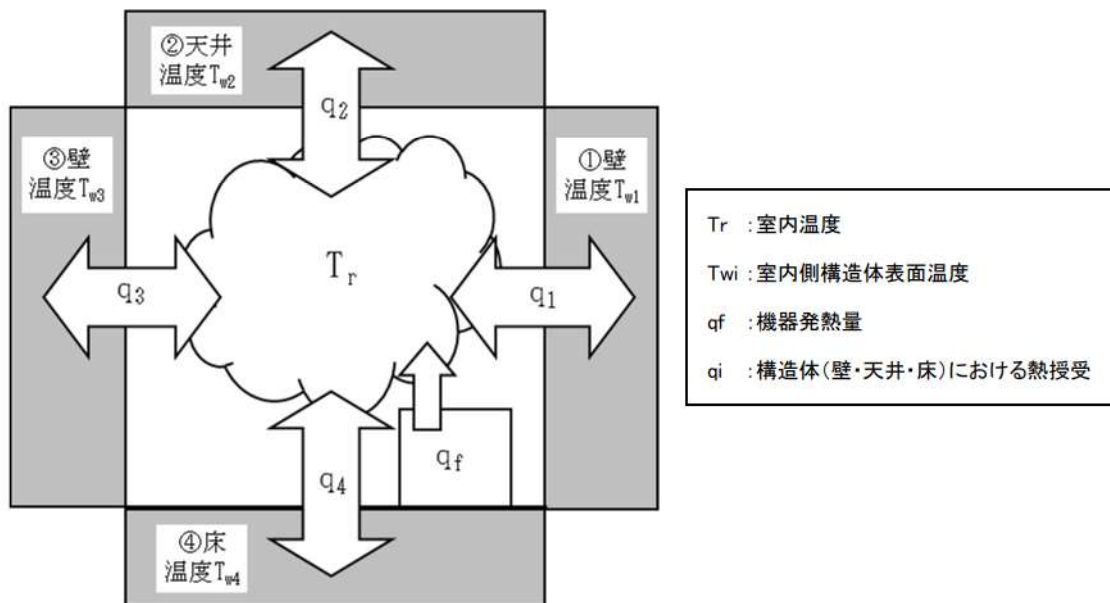 ②天井
温度Tw2
q2
③壁
温度Tw3
①壁
温度Tw1
Tr
q3
q1
q4
qf
④床
温度Tw4
Tr :室内温度
Twi :室内側構造体表面温度
qf :機器発熱量
qi :構造体(壁・天井・床)における熱授受